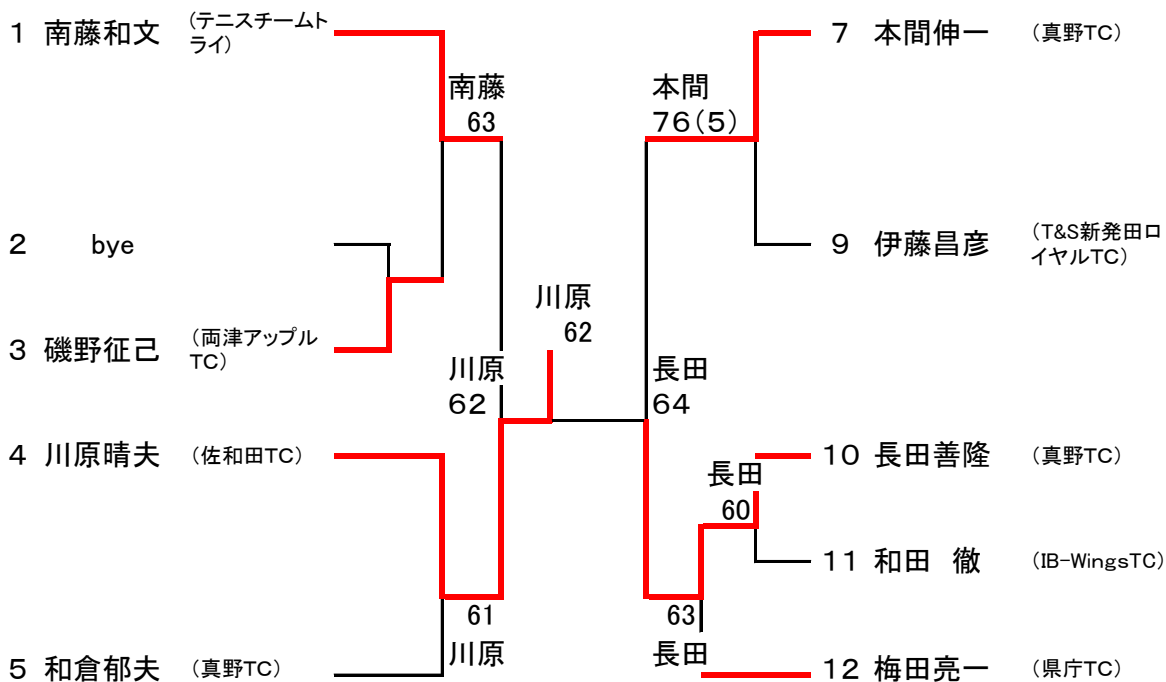 1 南藤和文 (テニスチームト
ライ)
南藤
63
2 bye
3 磯野征己 (両津アップル
TC)
川原
62
4 川原晴夫 (佐和田TC)
61
川原
5 和倉郁夫 (真野TC)
川原
62
7 本間伸一 (真野TC)
本間
76(5)
9 伊藤昌彦 (T&S新発田ロ
イヤルTC)
長田
64
10 長田善隆 (真野TC)
長田
60
11 和田 徹 (IB-WingsTC)
63
長田
12 梅田亮一 (県庁TC)